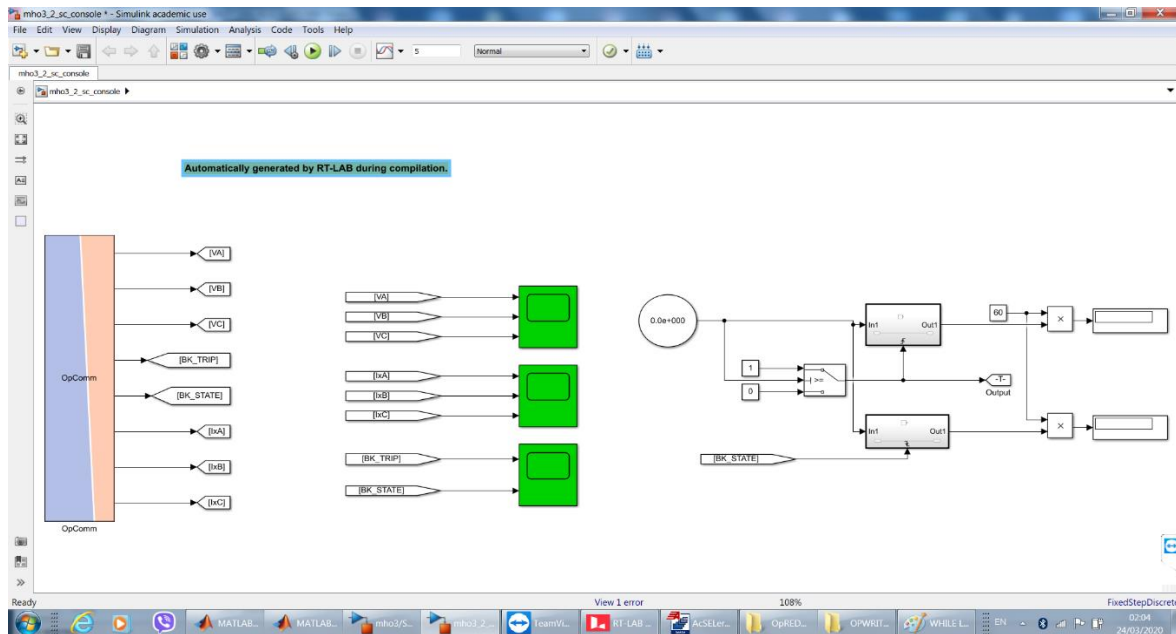 mho3_2_sc_console * - Simulink academic use
File Edit View Display Diagram Simulation Analysis Code Tools Help
5
Normal
mho3_2_sc_console
mho3_2_sc_console
Automatically generated by RT-LAB during compilation.
[VA]
[VB]
[VC]
[BK_TRIP]
OpComm
[BK_STATE]
[IxA]
[IxB]
[IxC]
OpComm
[VA]
[VB]
[VC]
[IxA]
[IxB]
[IxC]
[BK_TRIP]
[BK_STATE]
0.0a+000
1
0
>=
In1
Out1
60
×
-T-
Output
In1
Out1
×
[BK_STATE]
Ready
View 1 error
108%
FixedStepDiscret
MATLAB...
MATLAB...
mho3/S...
mho3_2_...
TeamVi...
RT-LAB ...
AcSELer...
OpRED...
OPWRIT...
WHILE L...
EN
02:04
24/03/2020